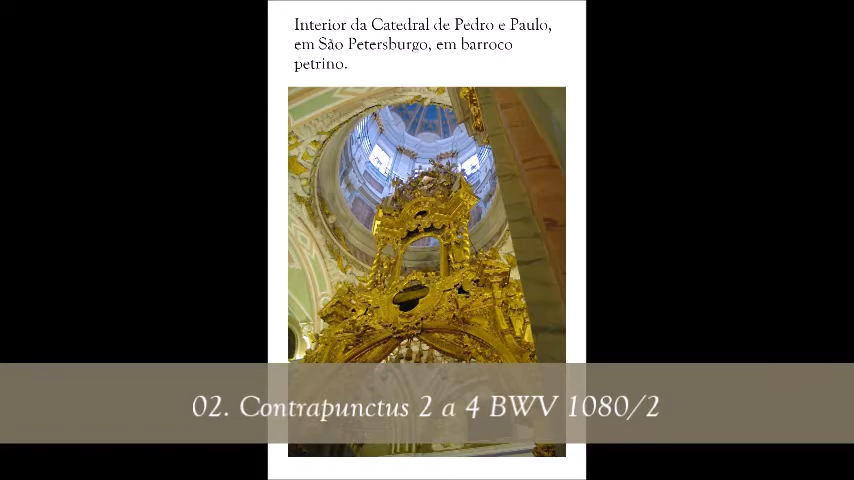 Interior da Catedral de Pedro e Paulo,
em São Petersburgo, em barroco
petrino.
02. Contrapunctus 2 a 4 BWV 1080/2